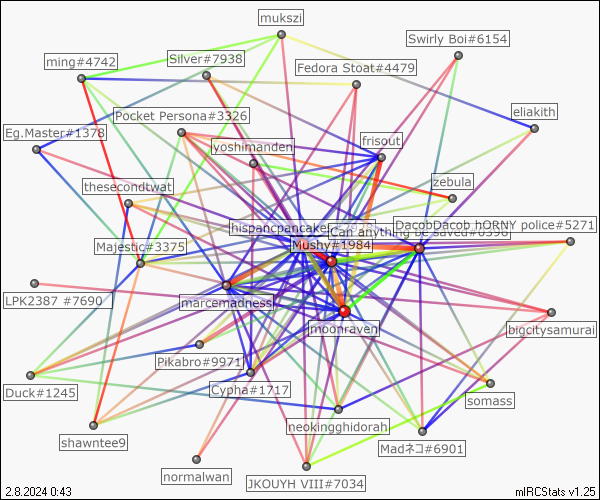 mukszi
Swirly Boi#6154
ming#4742
Silver#7938
Fedora Stoat#4479
Pocket Persona#3326
eliakith
Eg.Master#1378
yoshimanden
frisout
thesecondtwat
zebula
hispancpancake
DacobDacob hORNY police#5271
Can anything be saved
Majestic#3375
Mushy#1984
LPK2387 #7690
marcemadness
moonraven
bigcitysamurai
Pikabro#9971
Duck#1245
Cypha#1717
somass
neokingghidorah
shawntee9
Madネコ#6901
normalwan
JKOUYH VIII#7034
2.8.2024 0:43
mIRCStats v1.25